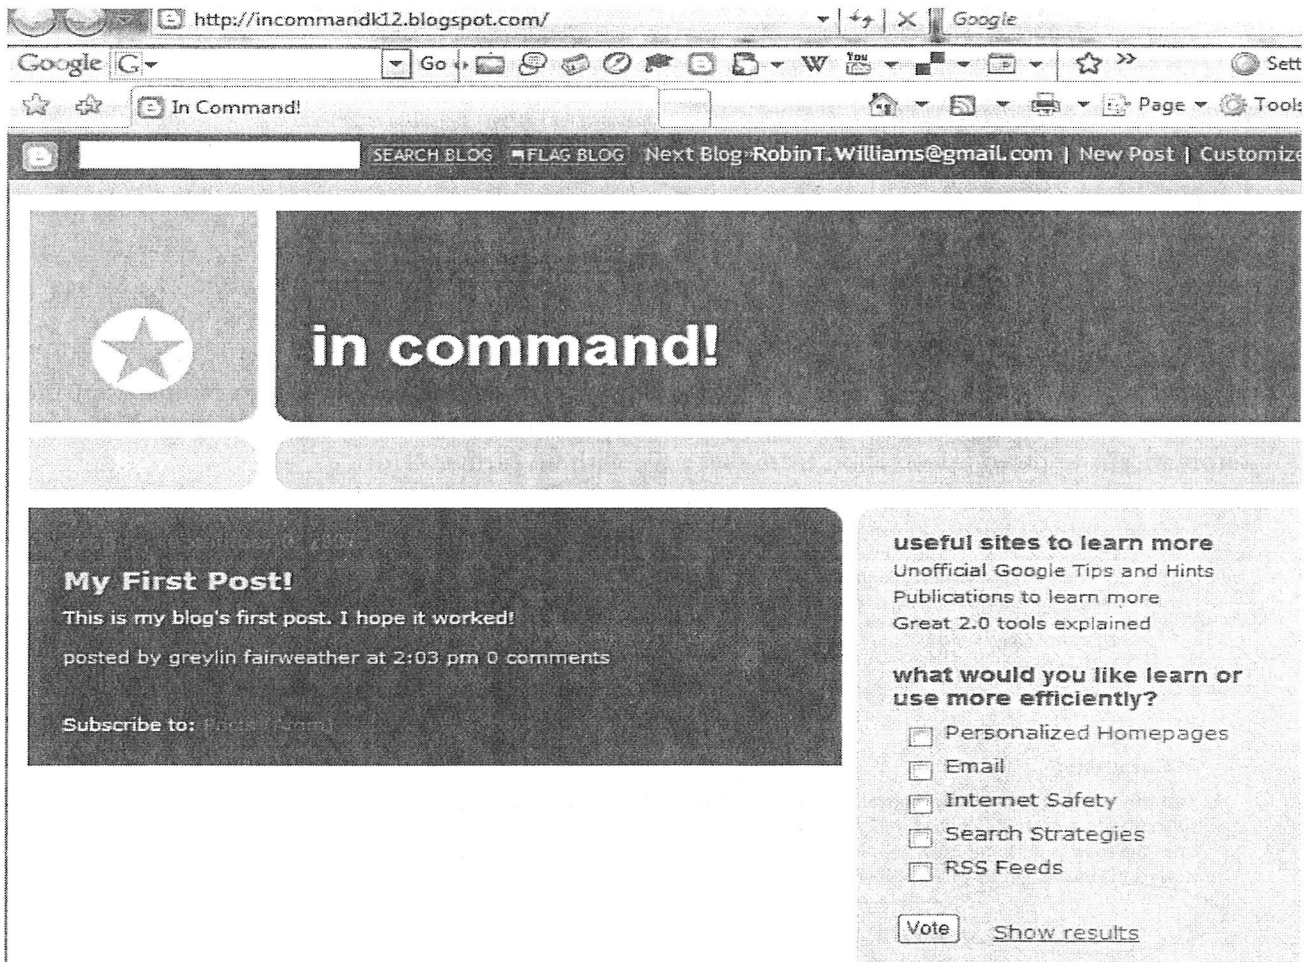 http://incommandk12.blogspot.com/
Google
Google G Go W You Sett
In Command! Page Tools
SEARCH BLOG FLAG BLOG Next Blog» RobinT.Williams@gmail.com | New Post | Customize
in command!
My First Post!
This is my blog's first post. I hope it worked!
posted by greylin fairweather at 2:03 pm 0 comments
Subscribe to:
useful sites to learn more
Unofficial Google Tips and Hints
Publications to learn more
Great 2.0 tools explained
what would you like learn or
use more efficiently?
Personalized Homepages
Email
Internet Safety
Search Strategies
RSS Feeds
Vote Show results